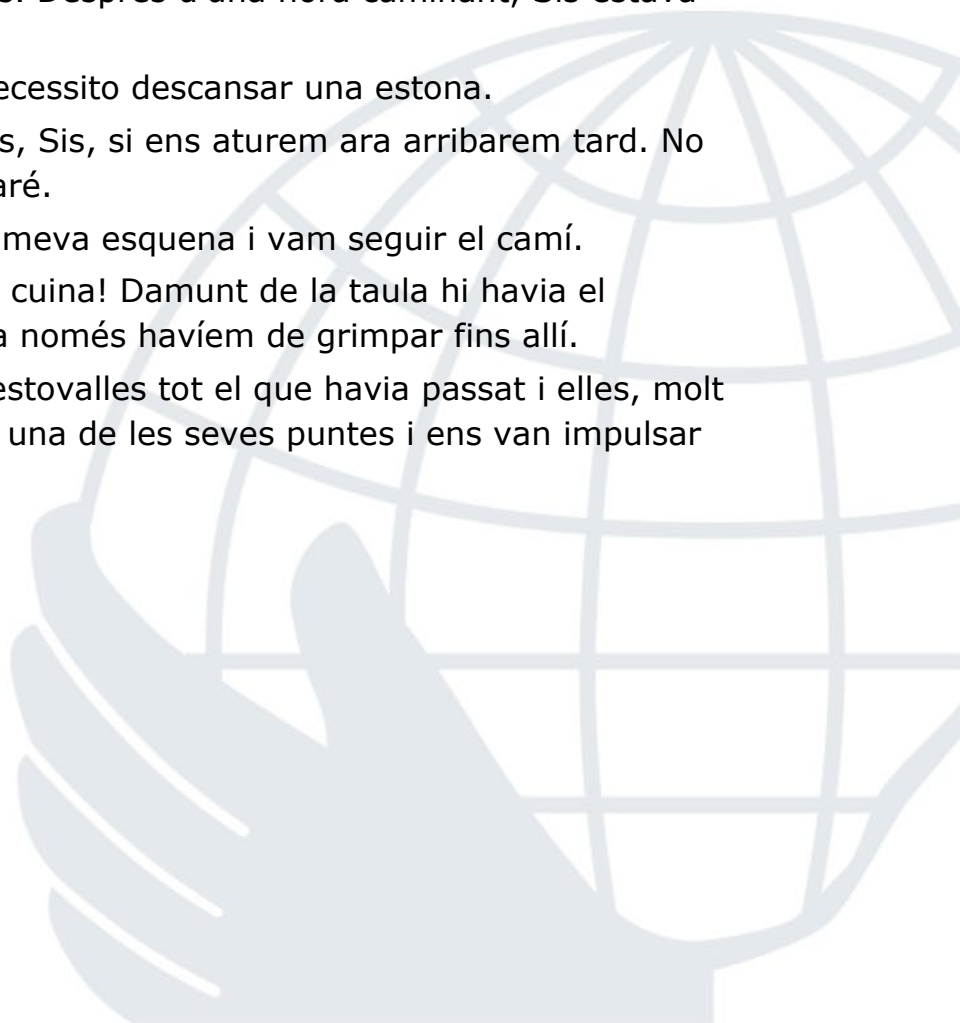 Després d'una hora caminant, Sis estava
ecessito descansar una estona.
s, Sis, si ens aturem ara arribarem tard. No
aré.
meva esquena i vam seguir el camí.
cuina! Damunt de la taula hi havia el
a només havíem de grimpar fins allí.
estovalles tot el que havia passat i elles, molt
una de les seves puntes i ens van impulsar